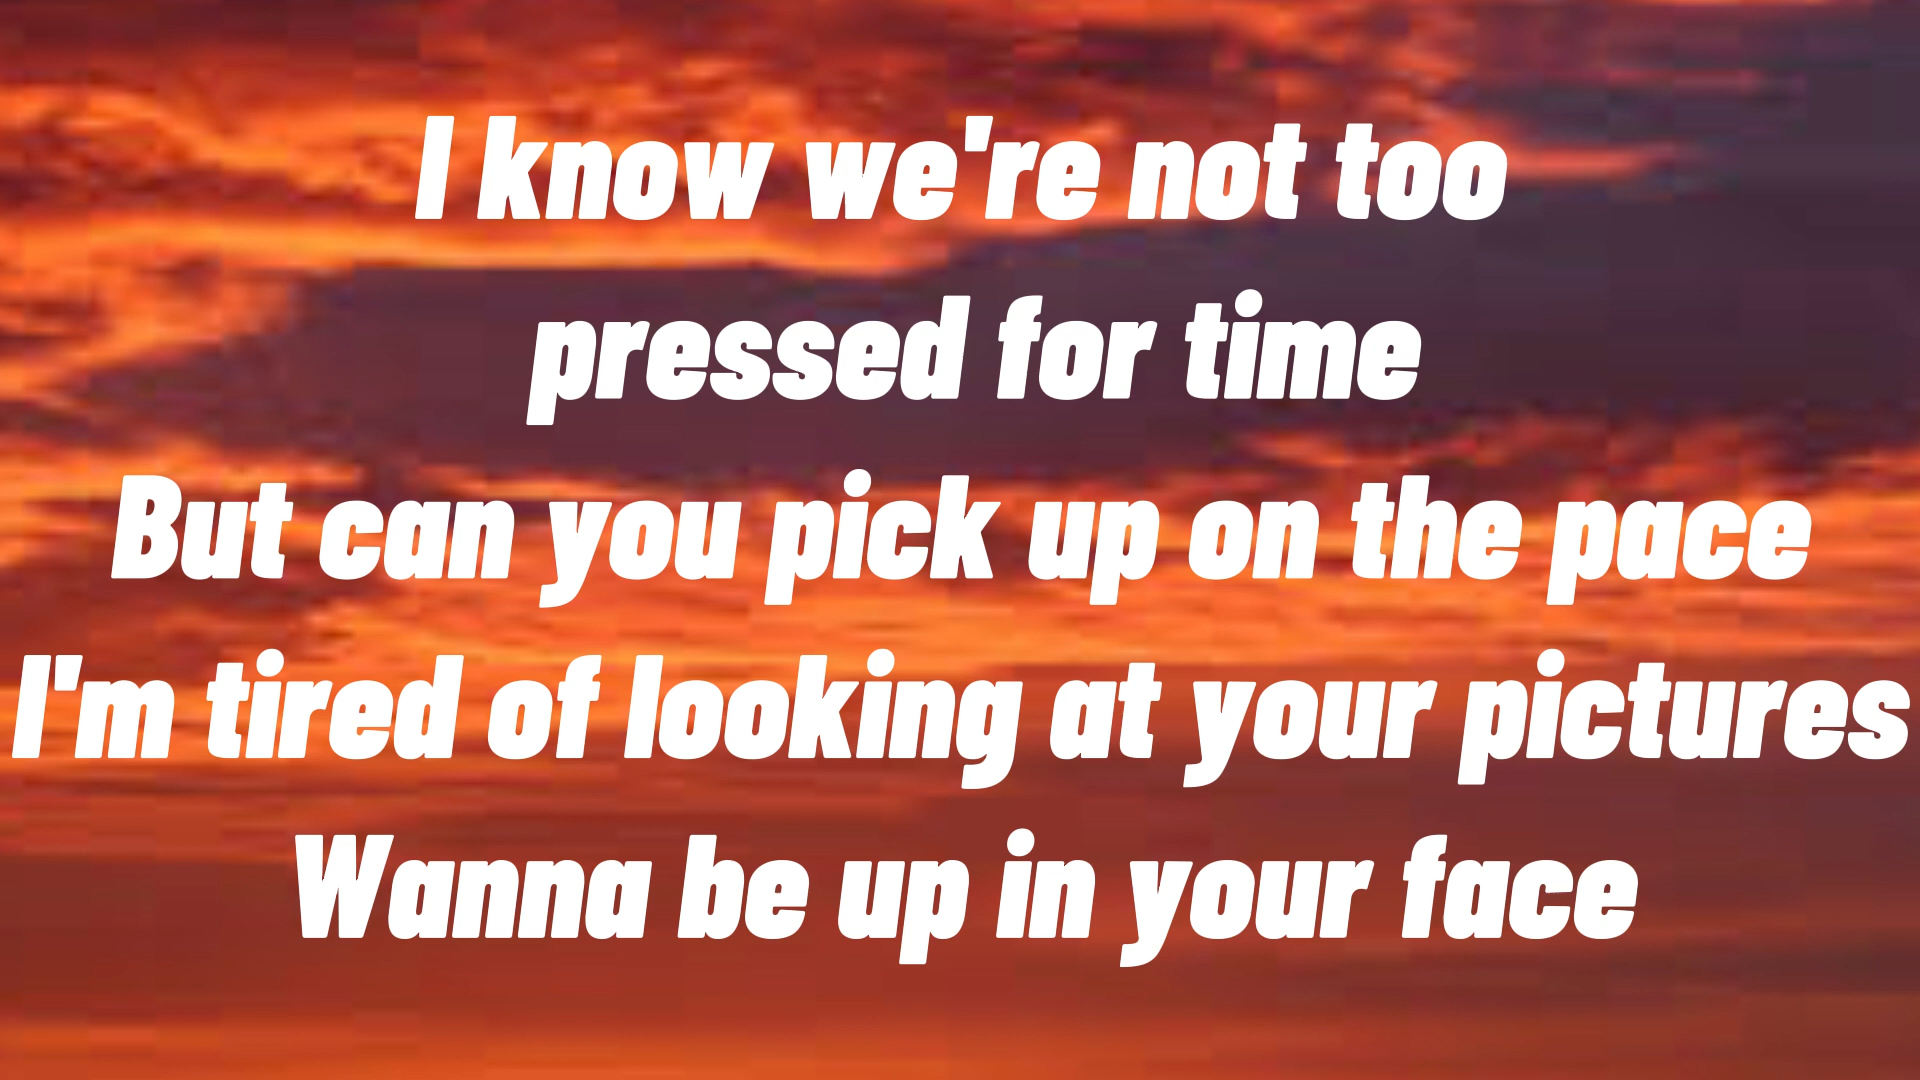 I know we're not too
pressed for time
But can you pick up on the pace
I'm tired of looking at your pictures
Wanna be up in your face